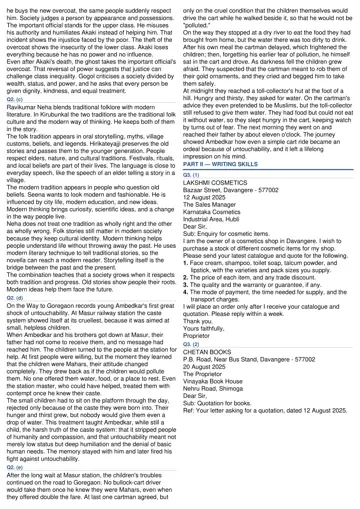 he buys the new overcoat, the same people suddenly respect
him. Society judges a person by appearance and possessions.
The important official stands for the upper class. He misuses
his authority and humiliates Akaki instead of helping him. That
incident shows the injustice faced by the poor. The theft of the
overcoat shows the insecurity of the lower class. Akaki loses
everything because he has no power and no influence.
Even after Akaki's death, the ghost takes the important official's
overcoat. That reversal of power suggests that justice can
challenge class inequality. Gogol criticises a society divided by
wealth, status, and power, and he asks that every person be
given dignity, kindness, and equal treatment.
Q2. (c)
Ravikumar Neha blends traditional folklore with modern
literature. In Kirubunkal the two traditions are the traditional folk
culture and the modern way of thinking. He keeps both of them
in the story.
The folk tradition appears in oral storytelling, myths, village
customs, beliefs, and legends. Hirikateyaji preserves the old
stories and passes them to the younger generation. People
respect elders, nature, and cultural traditions. Festivals, rituals,
and local beliefs are part of their lives. The language is close to
everyday speech, like the speech of an elder telling a story in a
village.
The modern tradition appears in people who question old
beliefs. Seena wants to look modern and fashionable. He is
influenced by city life, modern education, and new ideas.
Modern thinking brings curiosity, scientific ideas, and a change
in the way people live.
Neha does not treat one tradition as wholly right and the other
as wholly wrong. Folk stories still matter in modern society
because they keep cultural identity. Modern thinking helps
people understand life without throwing away the past. He uses
modern literary technique to tell traditional stories, so the
novella can reach a modern reader. Storytelling itself is the
bridge between the past and the present.
The combination teaches that a society grows when it respects
both tradition and progress. Old stories show people their roots.
Modern ideas help them face the future.
Q2. (d)
On the Way to Goregaon records young Ambedkar's first great
shock of untouchability. At Masur railway station the caste
system showed itself at its cruellest, because it was aimed at
small, helpless children.
When Ambedkar and his brothers got down at Masur, their
father had not come to receive them, and no message had
reached him. The children turned to the people at the station for
help. At first people were willing, but the moment they learned
that the children were Mahars, their attitude changed
completely. They drew back as if the children would pollute
them. No one offered them water, food, or a place to rest. Even
the station master, who could have helped, treated them with
contempt once he knew their caste.
The small children had to sit on the platform through the day,
rejected only because of the caste they were born into. Their
hunger and thirst grew, but nobody would give them even a
drop of water. This treatment taught Ambedkar, while still a
child, the harsh truth of the caste system: that it stripped people
of humanity and compassion, and that untouchability meant not
merely low status but deep humiliation and the denial of basic
human needs. The memory stayed with him and later fired his
fight against untouchability.
Q2. (e)
After the long wait at Masur station, the children's troubles
continued on the road to Goregaon. No bullock-cart driver
would take them once he knew they were Mahars, even when
they offered double the fare. At last one cartman agreed, but
only on the cruel condition that the children themselves would
drive the cart while he walked beside it, so that he would not be
"polluted."
On the way they stopped at a dry river to eat the food they had
brought from home, but the water there was too dirty to drink.
After his own meal the cartman delayed, which frightened the
children; then, forgetting his earlier fear of pollution, he himself
sat in the cart and drove. As darkness fell the children grew
afraid. They suspected that the cartman meant to rob them of
their gold ornaments, and they cried and begged him to take
them safely.
At midnight they reached a toll-collector's hut at the foot of a
hill. Hungry and thirsty, they asked for water. On the cartman's
advice they even pretended to be Muslims, but the toll-collector
still refused to give them water. They had food but could not eat
it without water, so they slept hungry in the cart, keeping watch
by turns out of fear. The next morning they went on and
reached their father by about eleven o'clock. The journey
showed Ambedkar how even a simple cart ride became an
ordeal because of untouchability, and it left a lifelong
impression on his mind.
PART II — WRITING SKILLS
Q3. (1)
LAKSHMI COSMETICS
Bazaar Street, Davangere - 577002
12 August 2025
The Sales Manager
Karnataka Cosmetics
Industrial Area, Hubli
Dear Sir,
Sub: Enquiry for cosmetic items.
I am the owner of a cosmetics shop in Davangere. I wish to
purchase a stock of different cosmetic items for my shop.
Please send your latest catalogue and quote for the following.
1. Face cream, shampoo, toilet soap, talcum powder, and
lipstick, with the varieties and pack sizes you supply.
2. The price of each item, and any trade discount.
3. The quality and the warranty or guarantee, if any.
4. The mode of payment, the time needed for supply, and the
transport charges.
I will place an order only after I receive your catalogue and
quotation. Please reply within a week.
Thank you.
Yours faithfully,
Proprietor
Q3. (2)
CHETAN BOOKS
P.B. Road, Near Bus Stand, Davangere - 577002
20 August 2025
The Proprietor
Vinayaka Book House
Nehru Road, Shimoga
Dear Sir,
Sub: Quotation for books.
Ref: Your letter asking for a quotation, dated 12 August 2025.